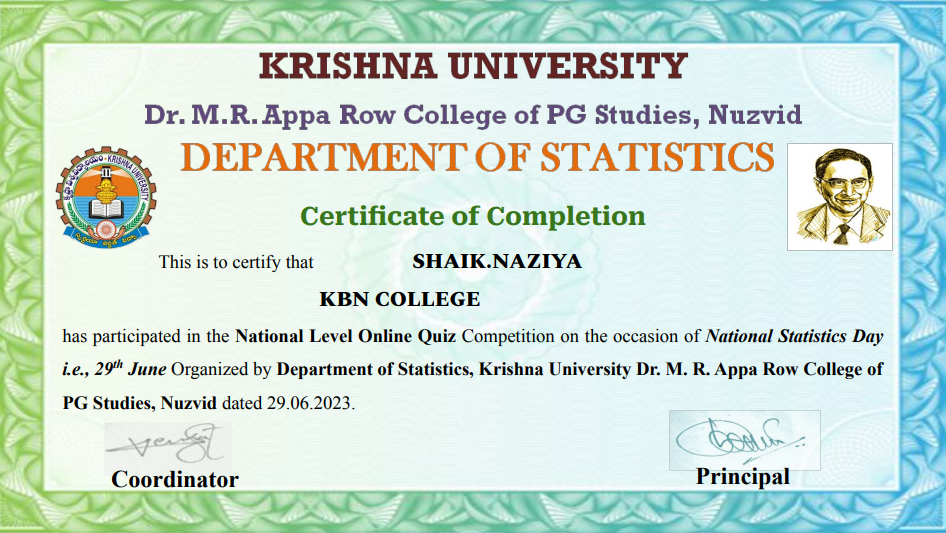 KRISHNA UNIVERSITY
Dr. M.R. Appa Row College of PG Studies, Nuzvid
DEPARTMENT OF STATISTICS
KRISHNA UNIVERSITY
Certificate of Completion
This is to certify that SHAIK.NAZIYA
KBN COLLEGE
has participated in the National Level Online Quiz Competition on the occasion of National Statistics Day
i.e., 29th June Organized by Department of Statistics, Krishna University Dr. M. R. Appa Row College of
PG Studies, Nuzvid dated 29.06.2023.
Coordinator
Principal